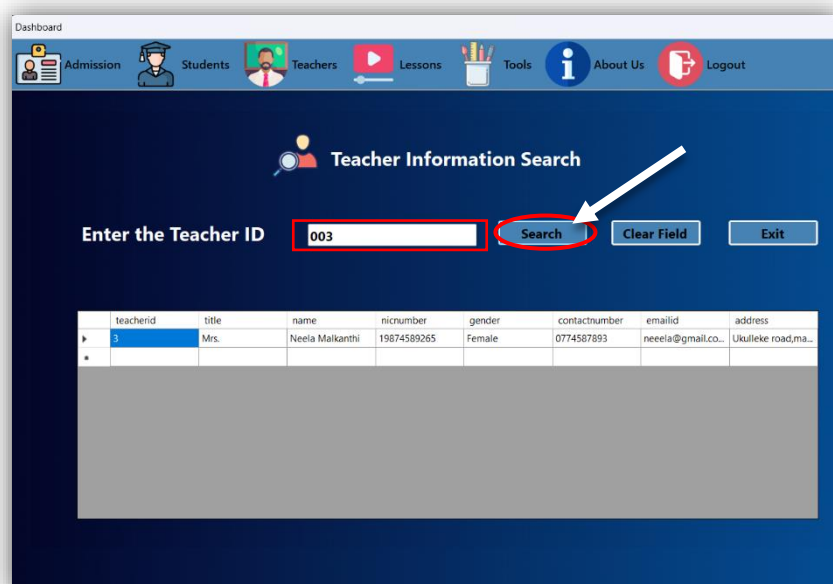 Dashboard
Admission Students Teachers Lessons Tools i About Us Logout
Teacher Information Search
Enter the Teacher ID 003 Search Clear Field Exit
teacherid title name nicnumber gender contactnumber emailid address
3 Mrs. Neela Malkanthi 19874589265 Female 0774587893 neeela@gmail.co... Ukulleke road,ma...